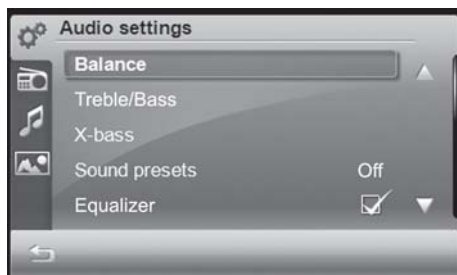 Audio settings
Balance
Treble/Bass
X-bass
Sound presets Off
Equalizer